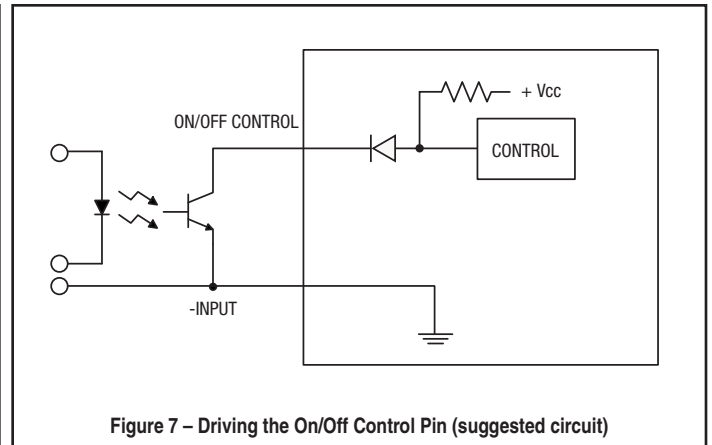 + Vcc
ON/OFF CONTROL
CONTROL
-INPUT
Figure 7 – Driving the On/Off Control Pin (suggested circuit)